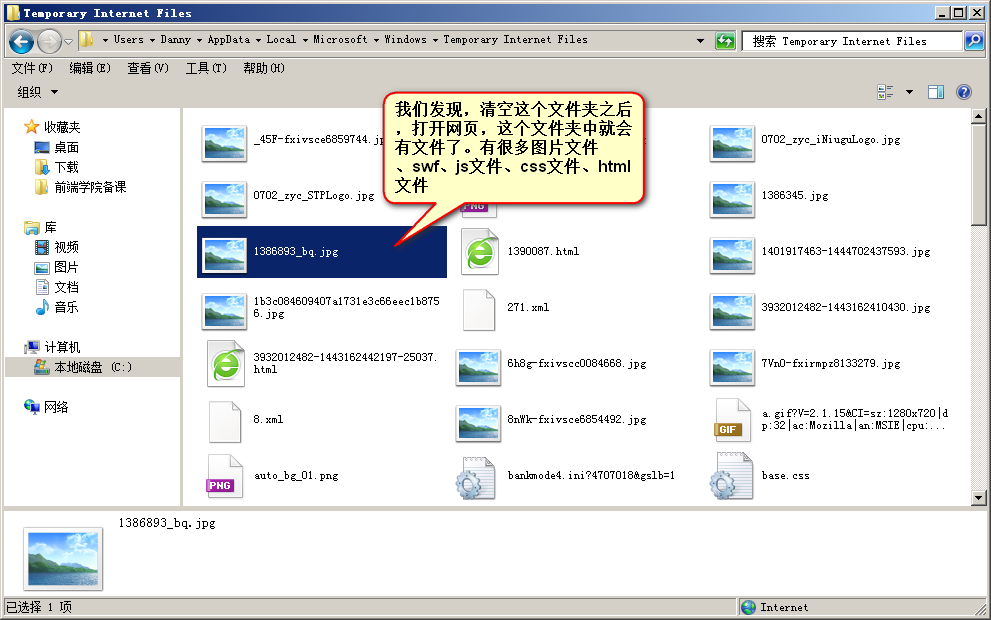 Temporary Internet Files
Users
Danny
AppData
Local
Microsoft
Windows
Temporary Internet Files
搜索 Temporary Internet Files
文件(F)
编辑(E)
查看(V)
工具(T)
帮助(H)
组织
收藏夹
桌面
下载
前端学院备课
库
视频
图片
文档
音乐
计算机
本地磁盘 (C:)
网络
我们发现，清空这个文件夹之后
，打开网页，这个文件夹中就会
有文件了。有很多图片文件
、swf、js文件、css文件、html
文件
_45F-fxivsce6859744.jp
0702_zyc_iNiuguLogo.jpg
0702_zyc_STPLogo.jpg
PNG
1386345.jpg
1386893_bq.jpg
1390087.html
1401917463-1444702437593.jpg
1b3c084609407a1731e3c66eec1b875
6.jpg
271.xml
3932012482-1443162410430.jpg
3932012482-1443162442197-25037.
html
6h8g-fxivscc0084668.jpg
7VnO-fxirmpz8133279.jpg
8.xml
8nWk-fxivsce6854492.jpg
GIF
a.gif?V=2.1.15&CI=sz:1280x720|d
p:32|ac:Mozilla|an:MSIE|cpu:...
PNG
auto_bg_01.png
bankmode4.ini?4707018&gslb=1
base.css
1386893_bq.jpg
已选择 1 项
Internet